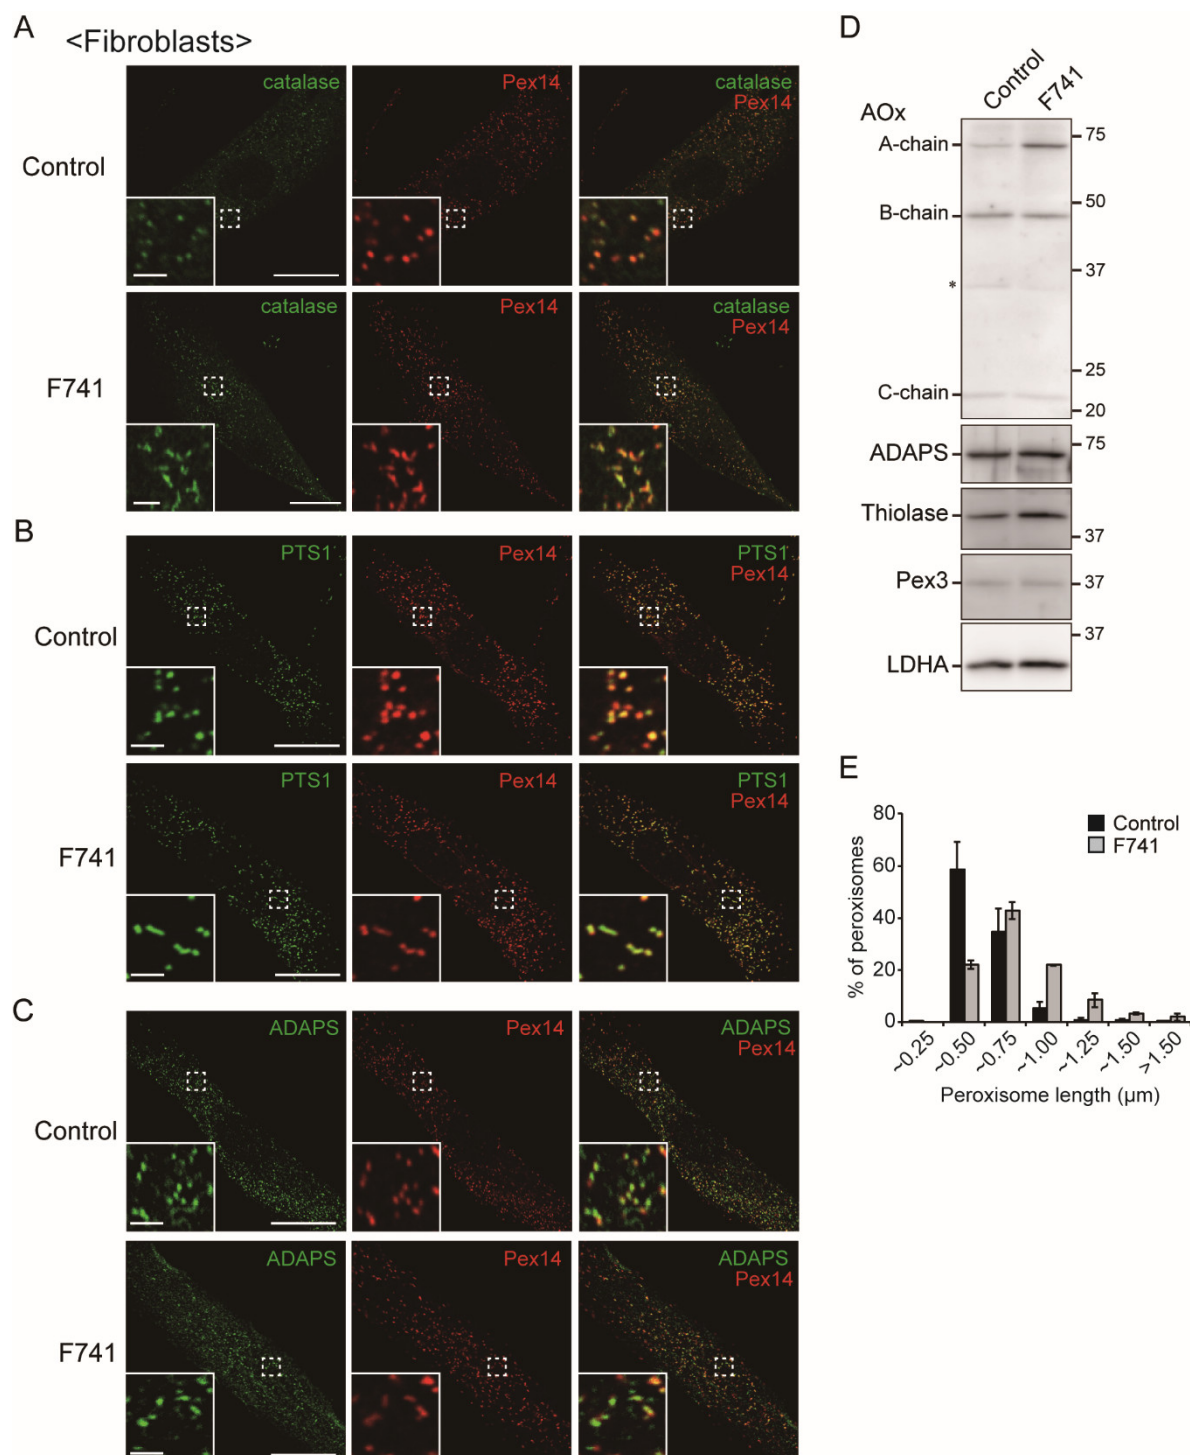 A
<Fibroblasts>
Control
catalase
Pex14
catalase
Pex14
F741
catalase
Pex14
catalase
Pex14
B
Control
PTS1
Pex14
PTS1
Pex14
F741
PTS1
Pex14
PTS1
Pex14
C
Control
ADAPS
Pex14
ADAPS
Pex14
F741
ADAPS
Pex14
ADAPS
Pex14
D
Control
F741
AOx
A-chain
75
B-chain
50
37
*
25
C-chain
20
ADAPS
75
Thiolase
37
Pex3
37
37
LDHA
E
% of peroxisomes
80
60
40
20
0
Control
F741
~0.25
~0.50
~0.75
~1.00
~1.25
~1.50
>1.50
Peroxisome length (µm)